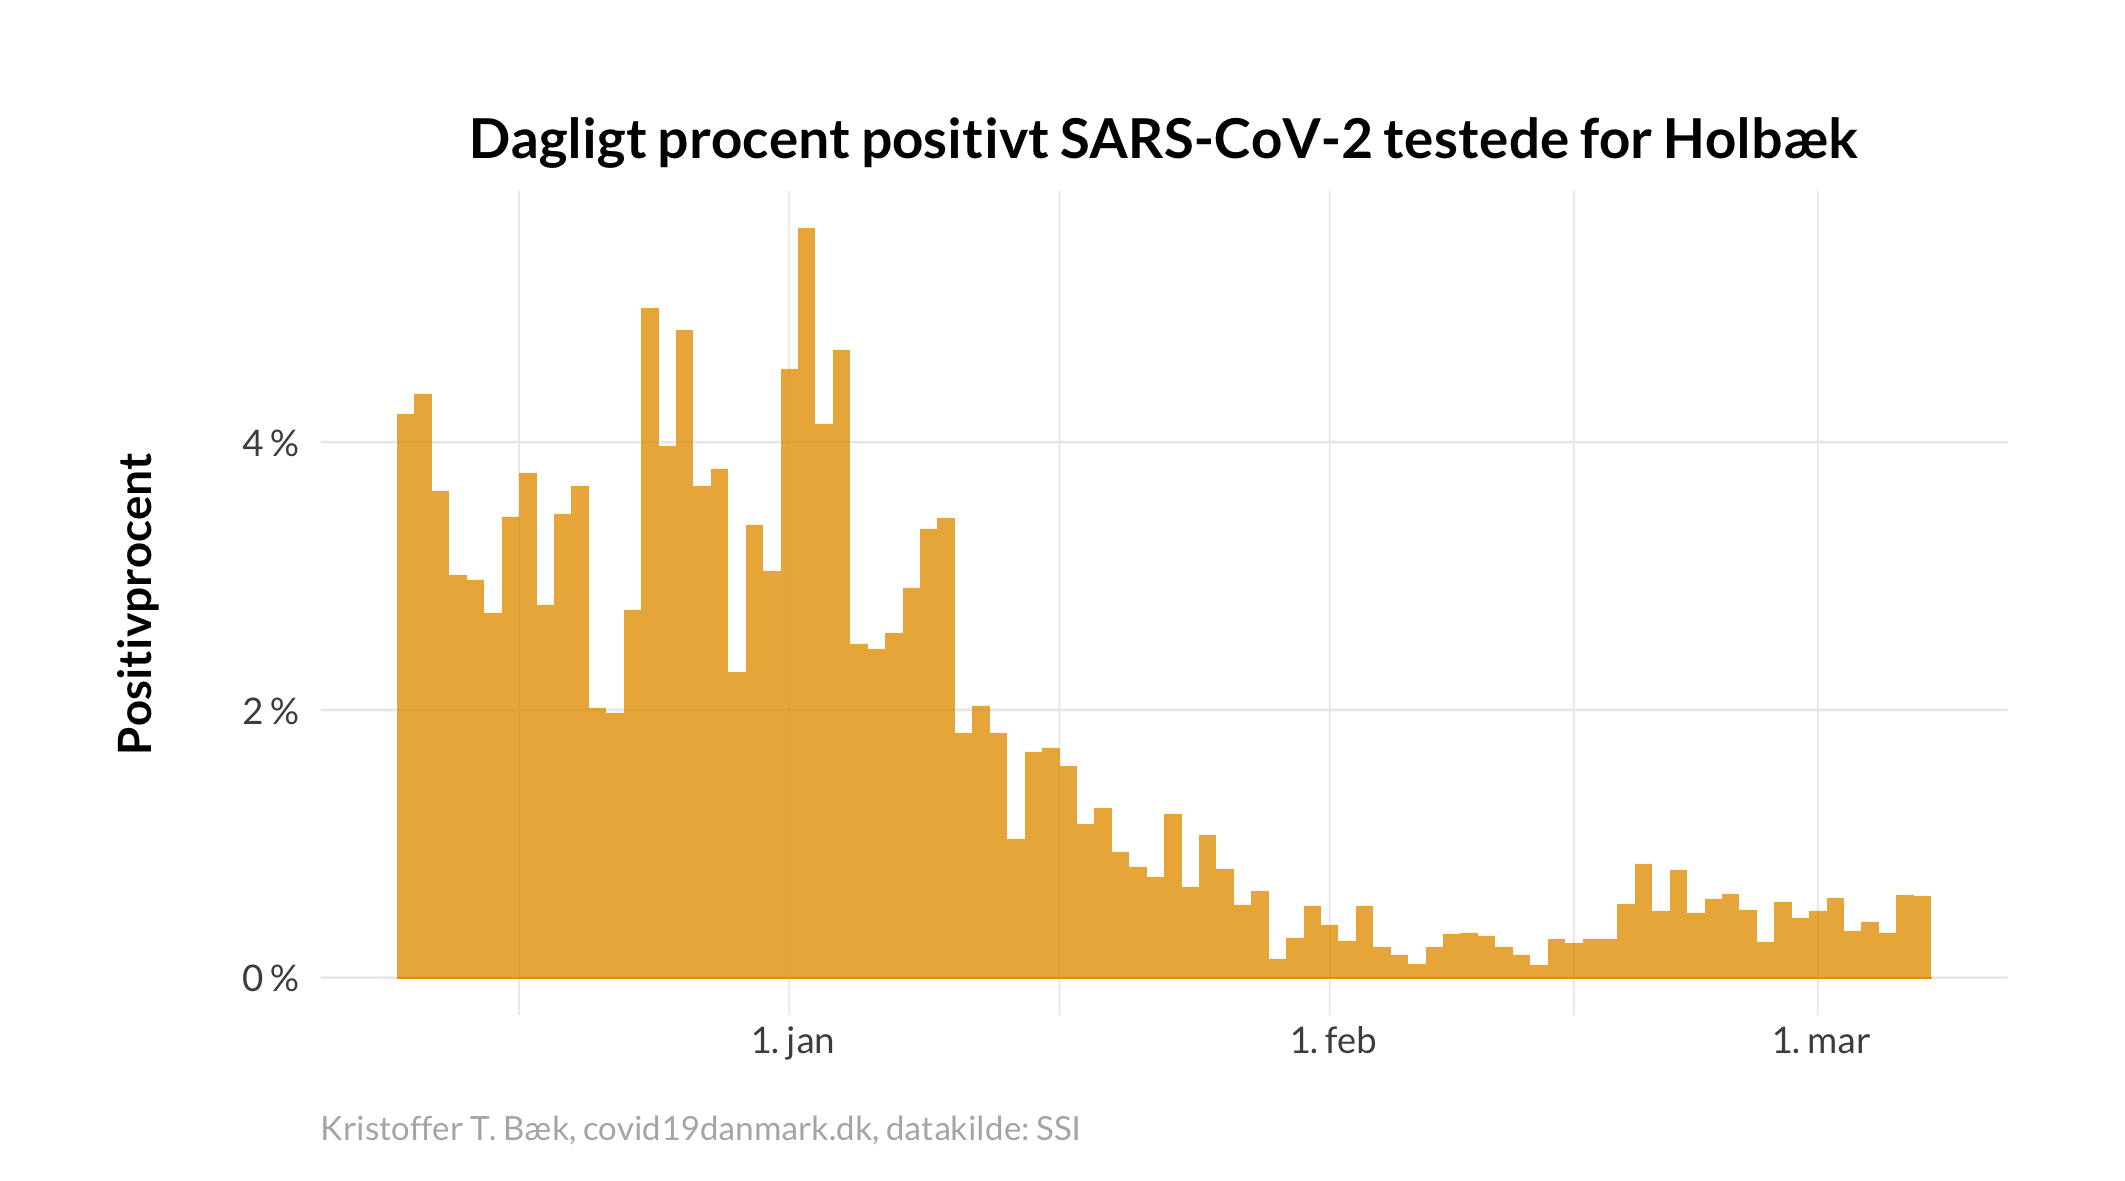 Dagligt procent positivt SARS-CoV-2 testede for Holbæk
Positivprocent
4 %
2 %
0 %
1. jan
1. feb
1. mar
Kristoffer T. Bæk, covid19danmark.dk, datakilde: SSI